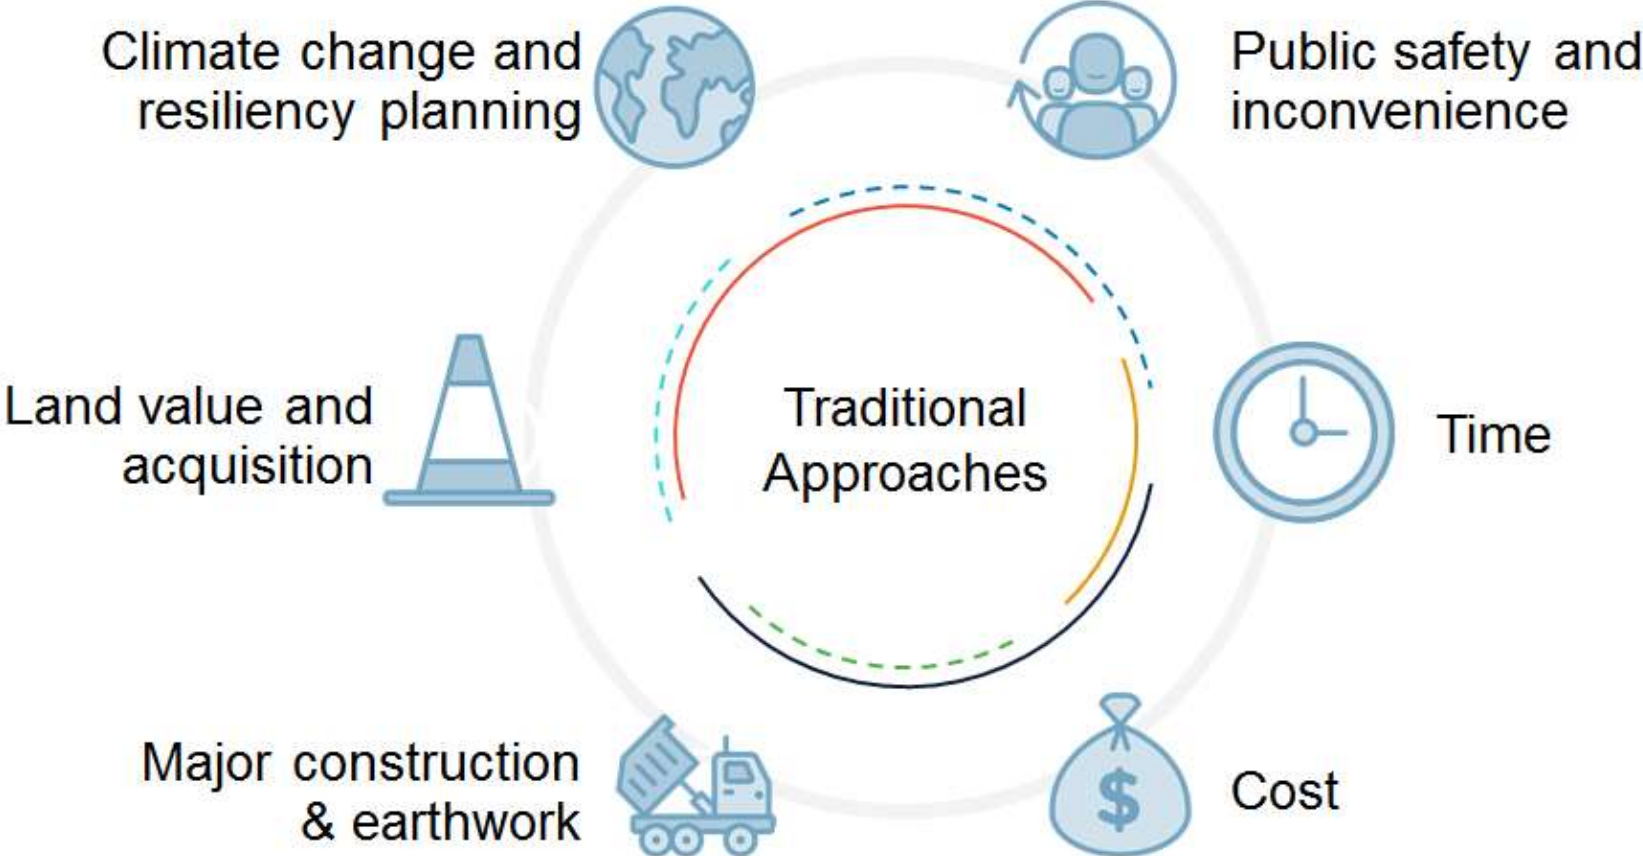 Climate change and
resiliency planning
Public safety and
inconvenience
Land value and
acquisition
Traditional
Approaches
Time
Major construction
& earthwork
$
Cost